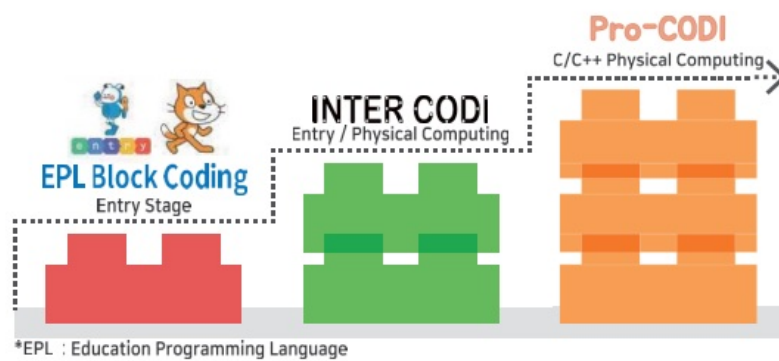 Pro-CODI
C/C++ Physical Computing
INTER CODI
Entry / Physical Computing
entry
EPL Block Coding
Entry Stage
*EPL : Education Programming Language